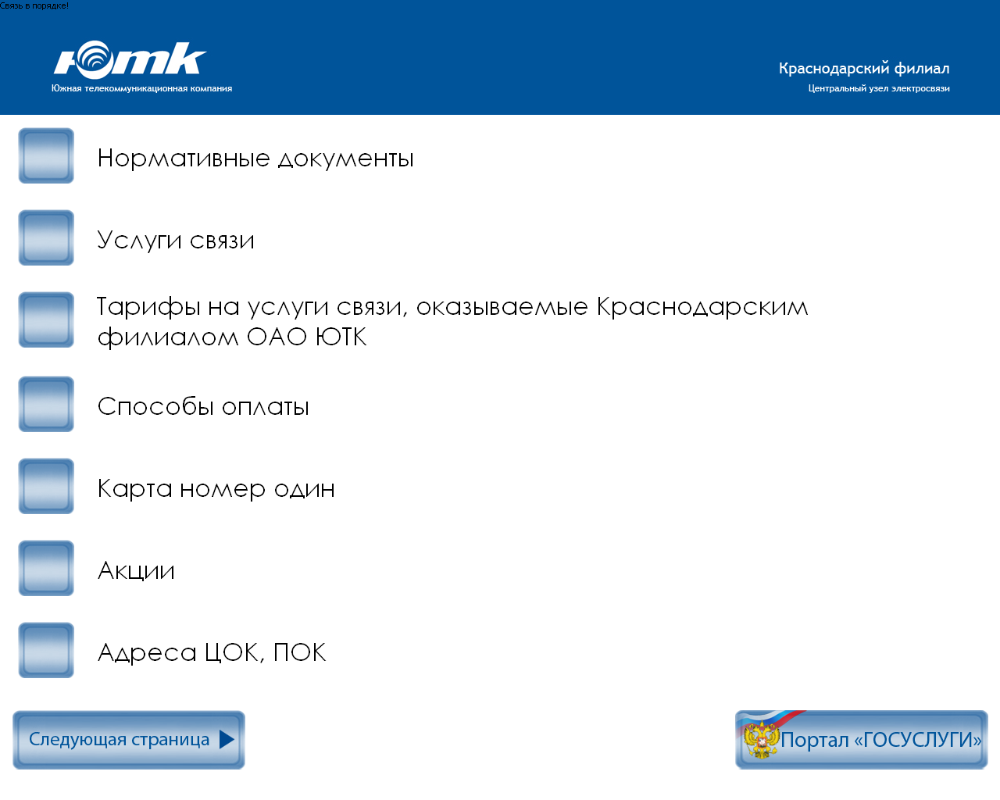 Связь в порядке!
Ютк
Южная телекоммуникационная компания
Краснодарский филиал
Центральный узел электросвязи
Нормативные документы
Услуги связи
Тарифы на услуги связи, оказываемые Краснодарским
филиалом ОАО ЮТК
Способы оплаты
Карта номер один
Акции
Адреса ЦОК, ПОК
Следующая страница
Портал «ГОСУСЛУГИ»